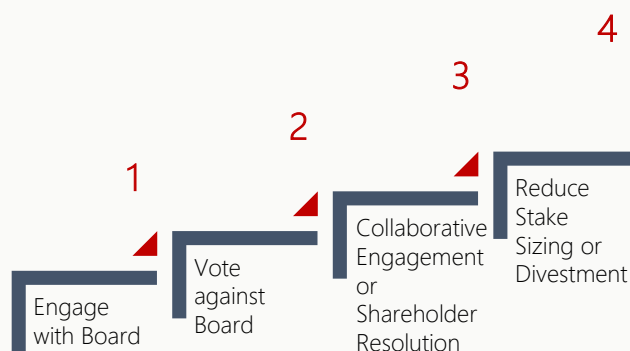 1
Engage
with Board
2
Vote
against
Board
3
Collaborative
Engagement
or
Shareholder
Resolution
4
Reduce
Stake
Sizing or
Divestment